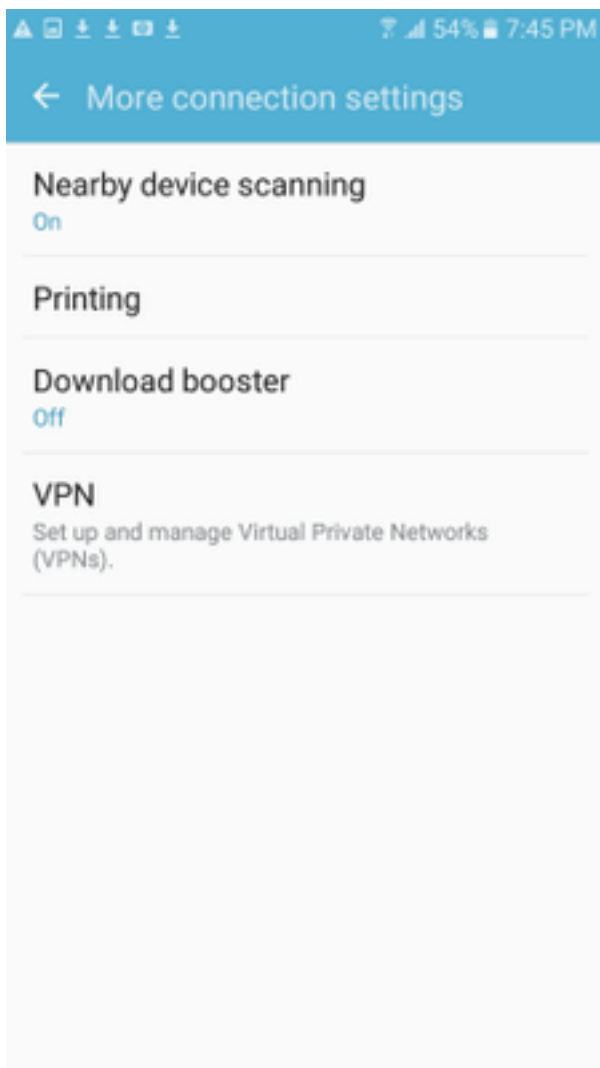 54% 7:45 PM
More connection settings
Nearby device scanning
On
Printing
Download booster
Off
VPN
Set up and manage Virtual Private Networks
(VPNs).